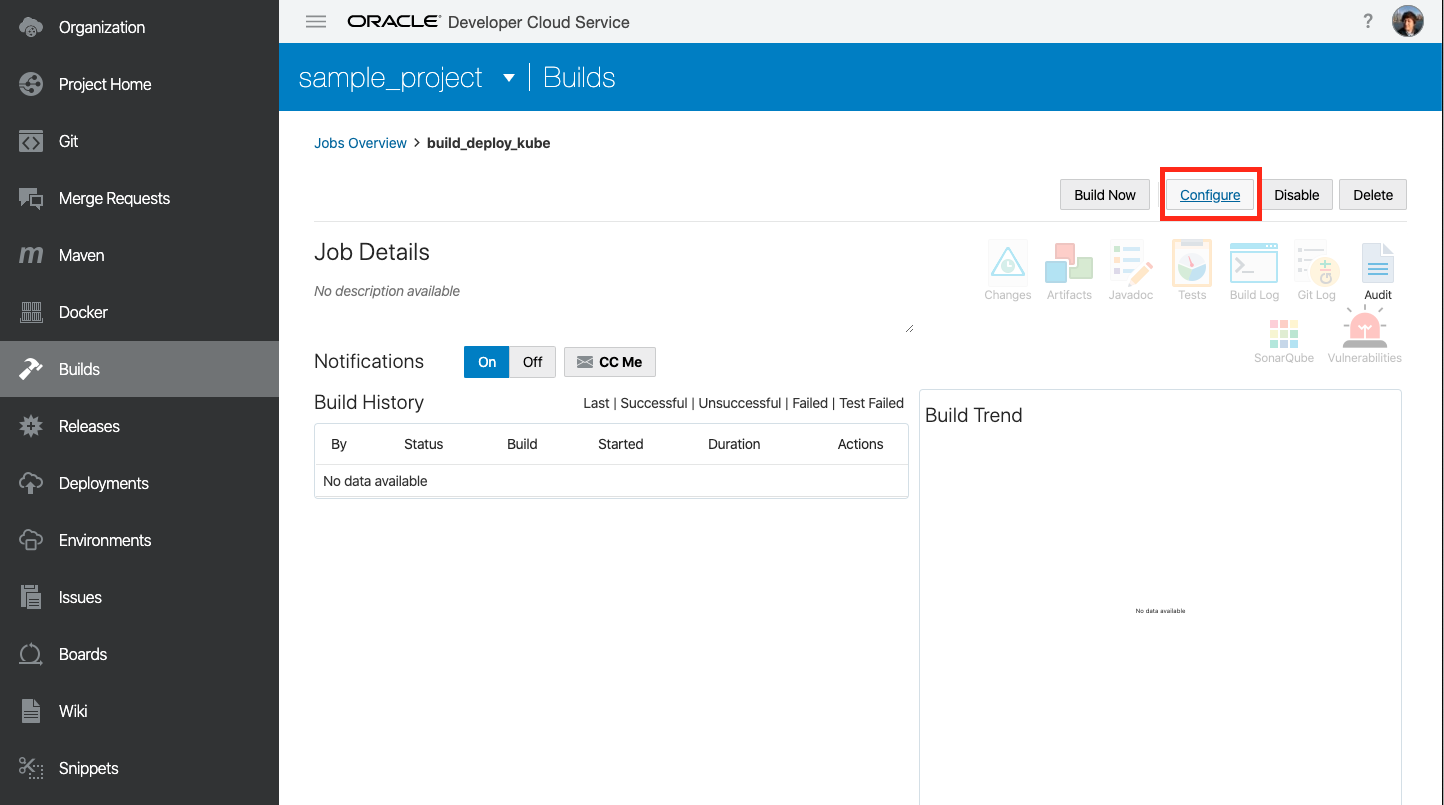 Organization
Project Home
Git
Merge Requests
m Maven
Docker
Builds
Releases
Deployments
Environments
Issues
Boards
Wiki
Snippets
ORACLE® Developer Cloud Service ?
sample_project Builds
Jobs Overview > build_deploy_kube
Build Now Configure Disable Delete
Job Details
No description available
Changes Artifacts Javadoc Tests Build Log Git Log Audit
SonarQube Vulnerabilities
Notifications On Off CC Me
Build History Last | Successful | Unsuccessful | Failed | Test Failed
By Status Build Started Duration Actions
No data available
Build Trend
No data available